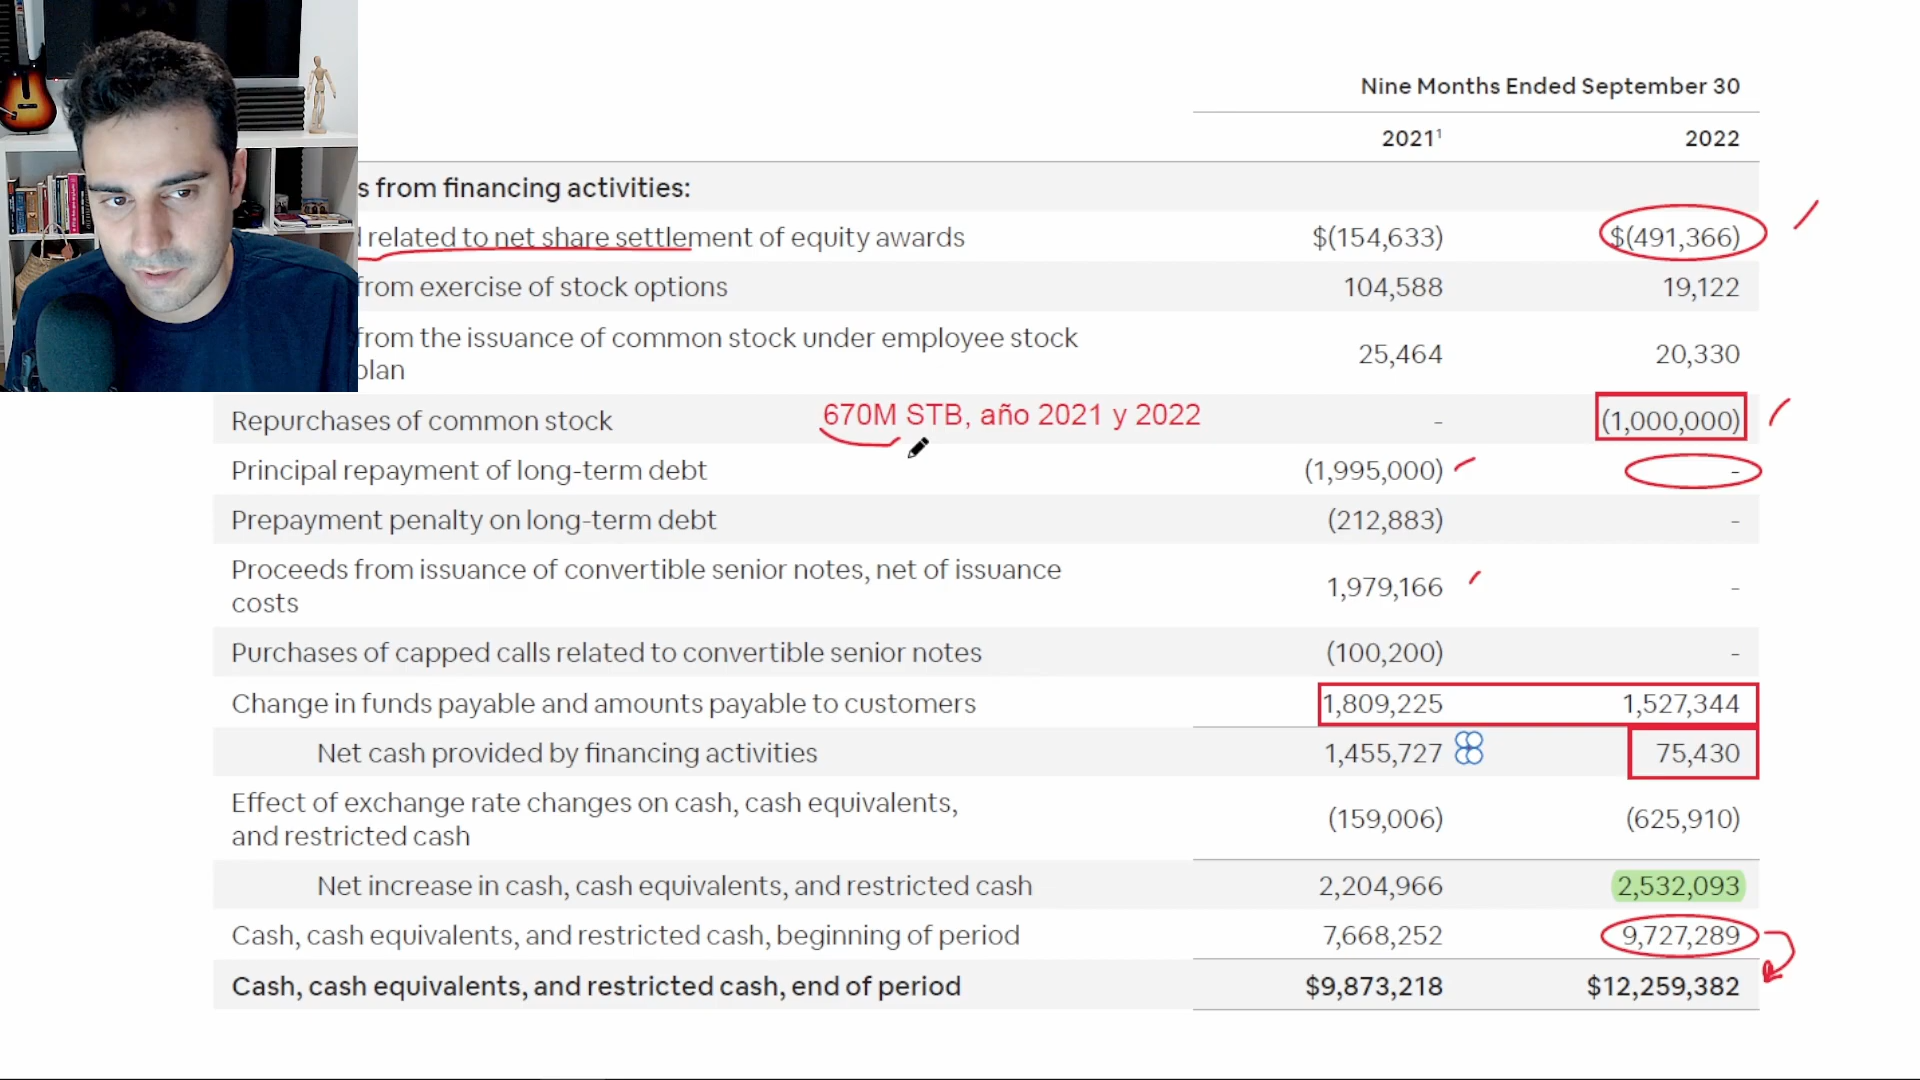 Nine Months Ended September 30
2021¹ 2022
s from financing activities:
related to net share settlement of equity awards $(154,633) $(491,366)
from exercise of stock options 104,588 19,122
from the issuance of common stock under employee stock
plan 25,464 20,330
Repurchases of common stock 670M STB, año 2021 y 2022 - (1,000,000)
Principal repayment of long-term debt (1,995,000) -
Prepayment penalty on long-term debt (212,883) -
Proceeds from issuance of convertible senior notes, net of issuance
costs 1,979,166 -
Purchases of capped calls related to convertible senior notes (100,200) -
Change in funds payable and amounts payable to customers 1,809,225 1,527,344
Net cash provided by financing activities 1,455,727 75,430
Effect of exchange rate changes on cash, cash equivalents,
and restricted cash (159,006) (625,910)
Net increase in cash, cash equivalents, and restricted cash 2,204,966 2,532,093
Cash, cash equivalents, and restricted cash, beginning of period 7,668,252 9,727,289
Cash, cash equivalents, and restricted cash, end of period $9,873,218 $12,259,382